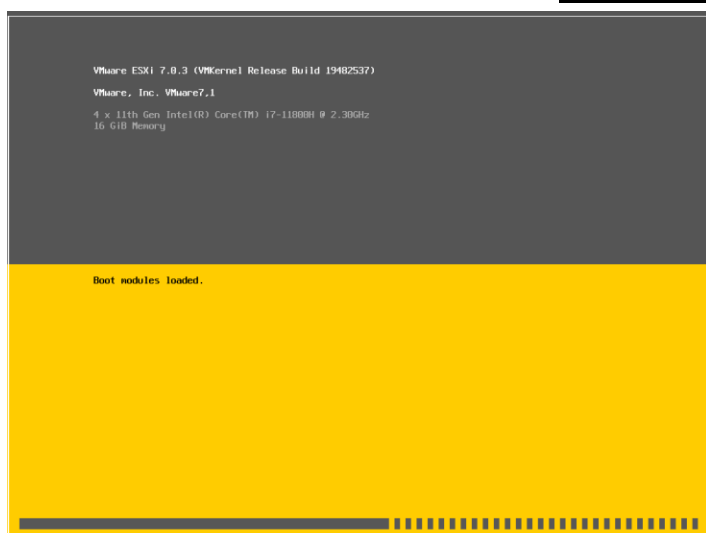 VMware ESXi 7.0.3 (VMKernel Release Build 19482537)
VMware, Inc. VMware7,1
4 x 11th Gen Intel(R) Core(TM) i7-11800H @ 2.30GHz
16 GiB Memory
Boot modules loaded.